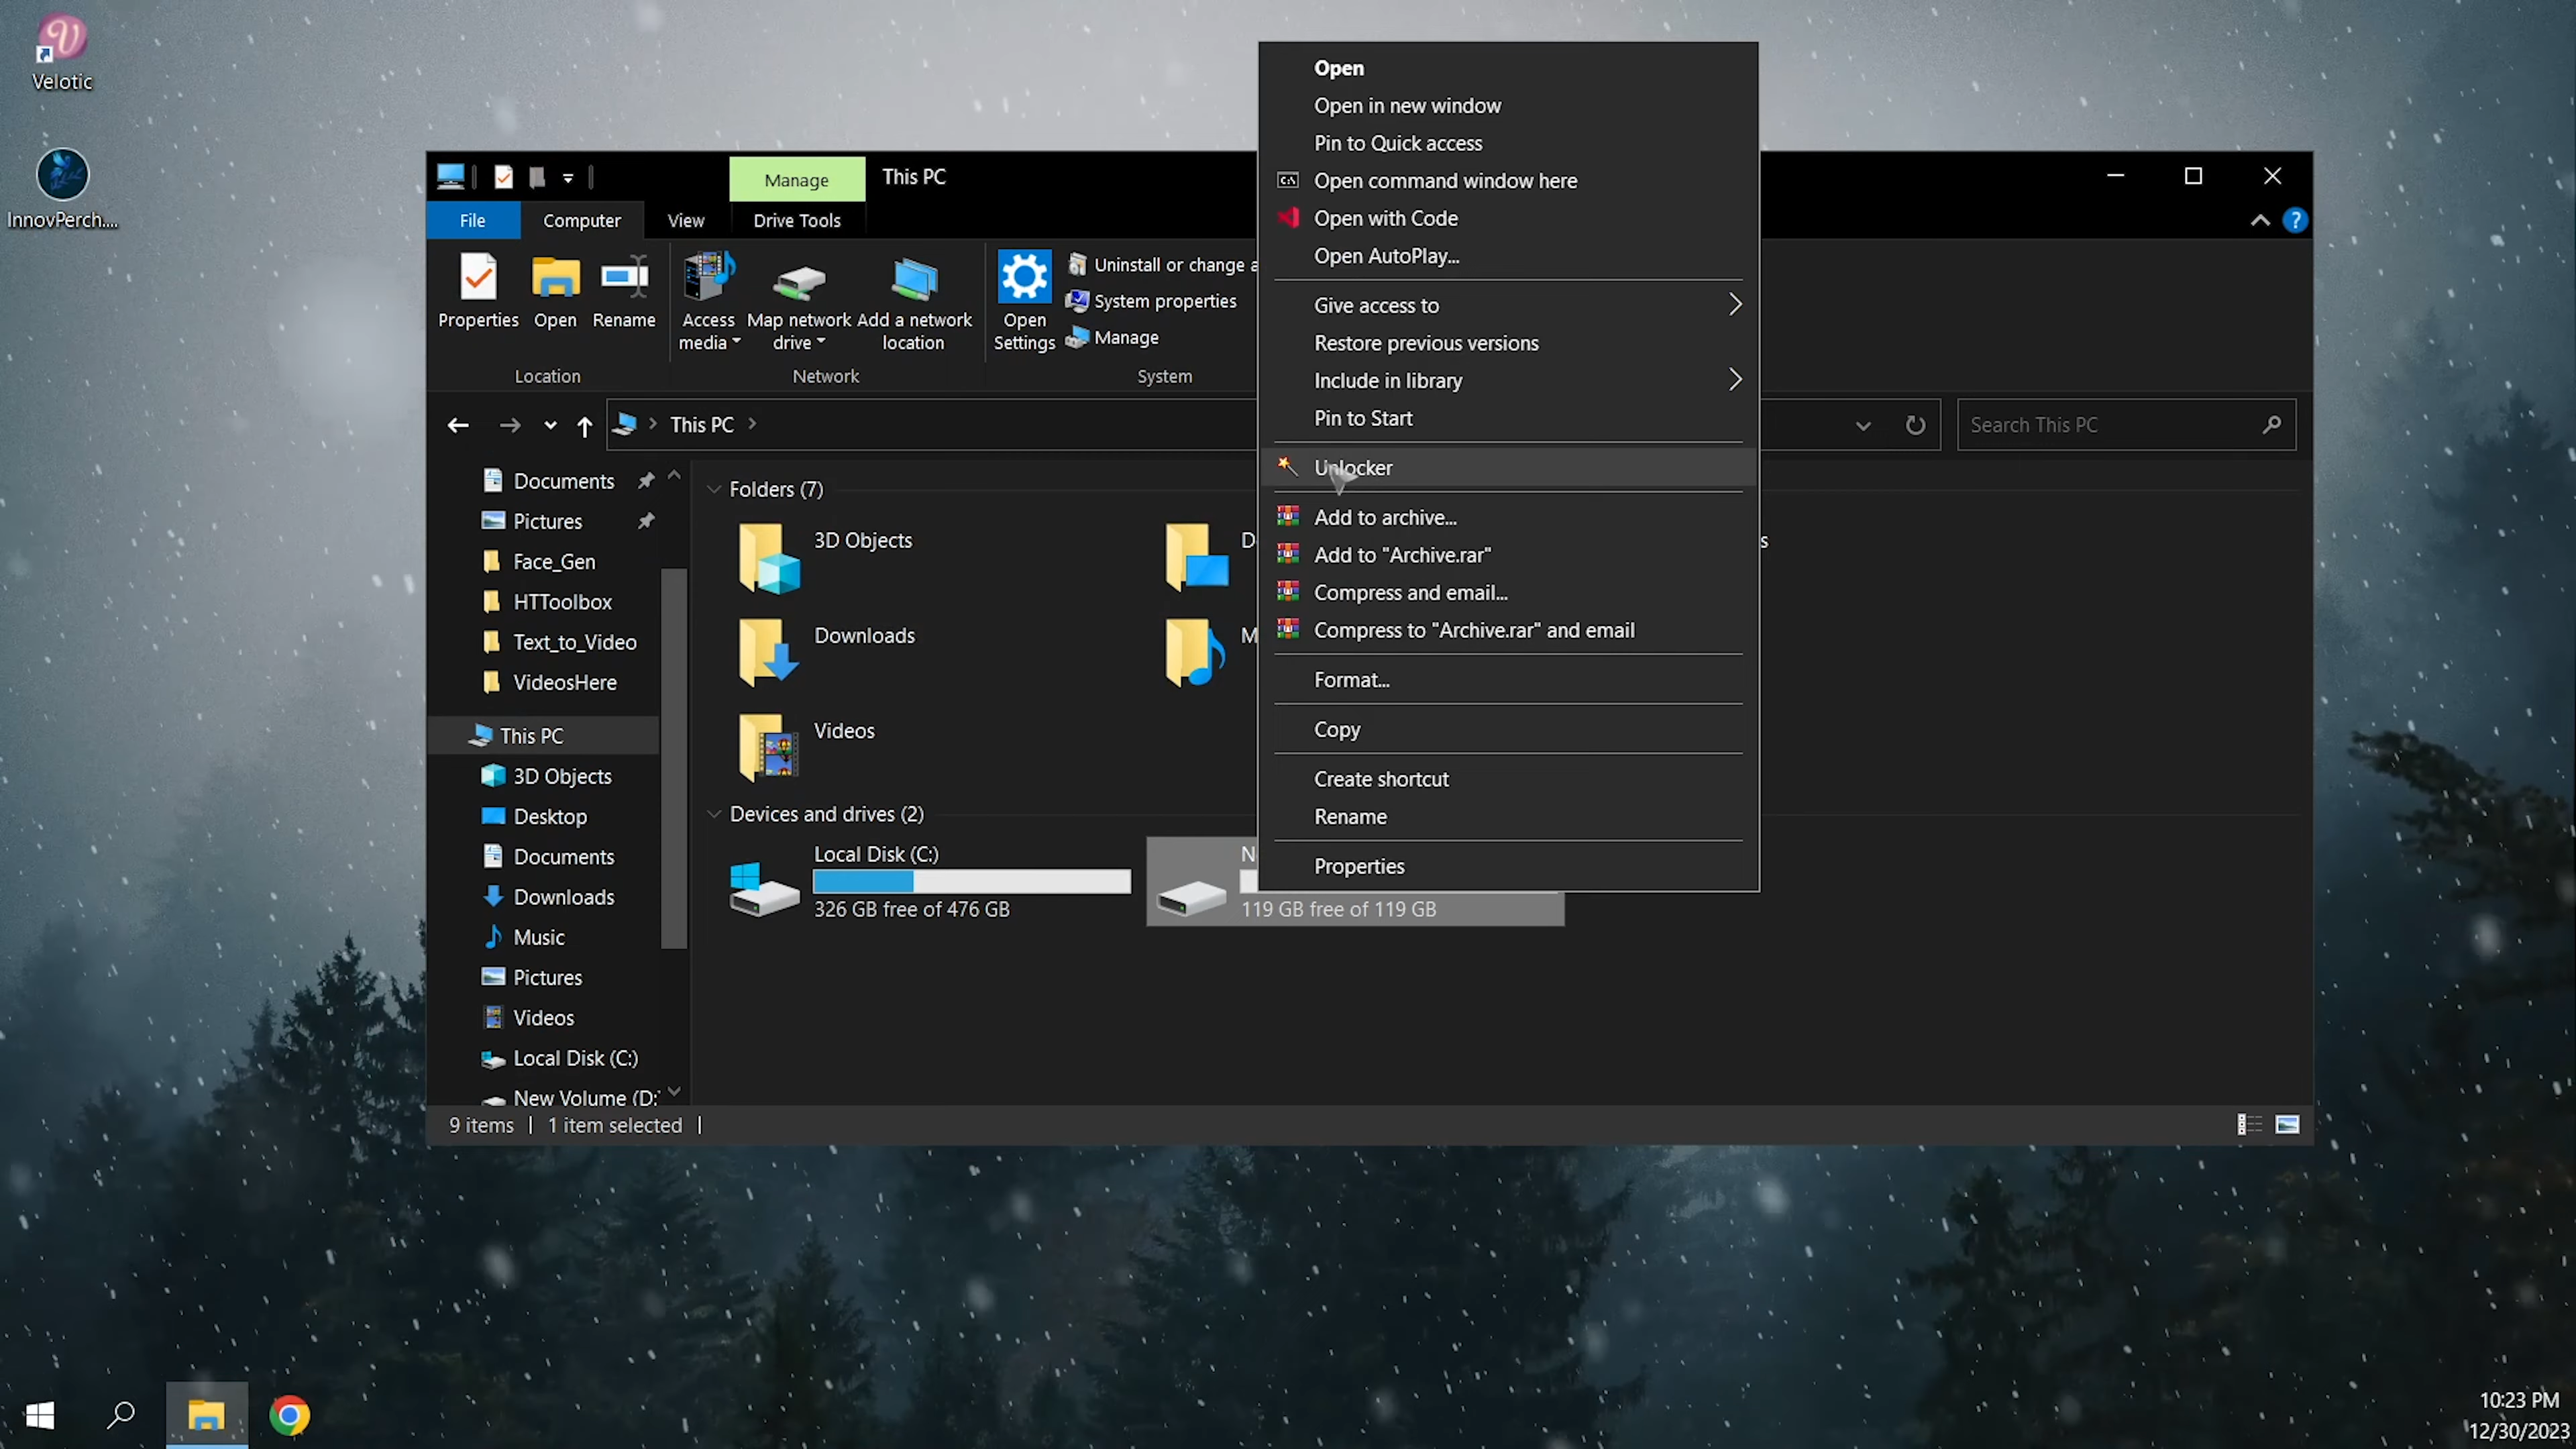 Velotic
InnovPerch....
Manage
This PC
File
Computer
View
Drive Tools
Properties
Open
Rename
Location
Access media
Map network drive
Add a network location
Network
Open Settings
Uninstall or change a
System properties
Manage
System
This PC
Search This PC
Documents
Pictures
Face_Gen
HTToolbox
Text_to_Video
VideosHere
This PC
3D Objects
Desktop
Documents
Downloads
Music
Pictures
Videos
Local Disk (C:)
New Volume (D:
Folders (7)
3D Objects
D
s
Downloads
M
Videos
Devices and drives (2)
Local Disk (C:)
326 GB free of 476 GB
N
119 GB free of 119 GB
9 items
1 item selected
Open
Open in new window
Pin to Quick access
Open command window here
Open with Code
Open AutoPlay...
Give access to
Restore previous versions
Include in library
Pin to Start
Unlocker
Add to archive...
Add to "Archive.rar"
Compress and email...
Compress to "Archive.rar" and email
Format...
Copy
Create shortcut
Rename
Properties
10:23 PM
12/30/2023